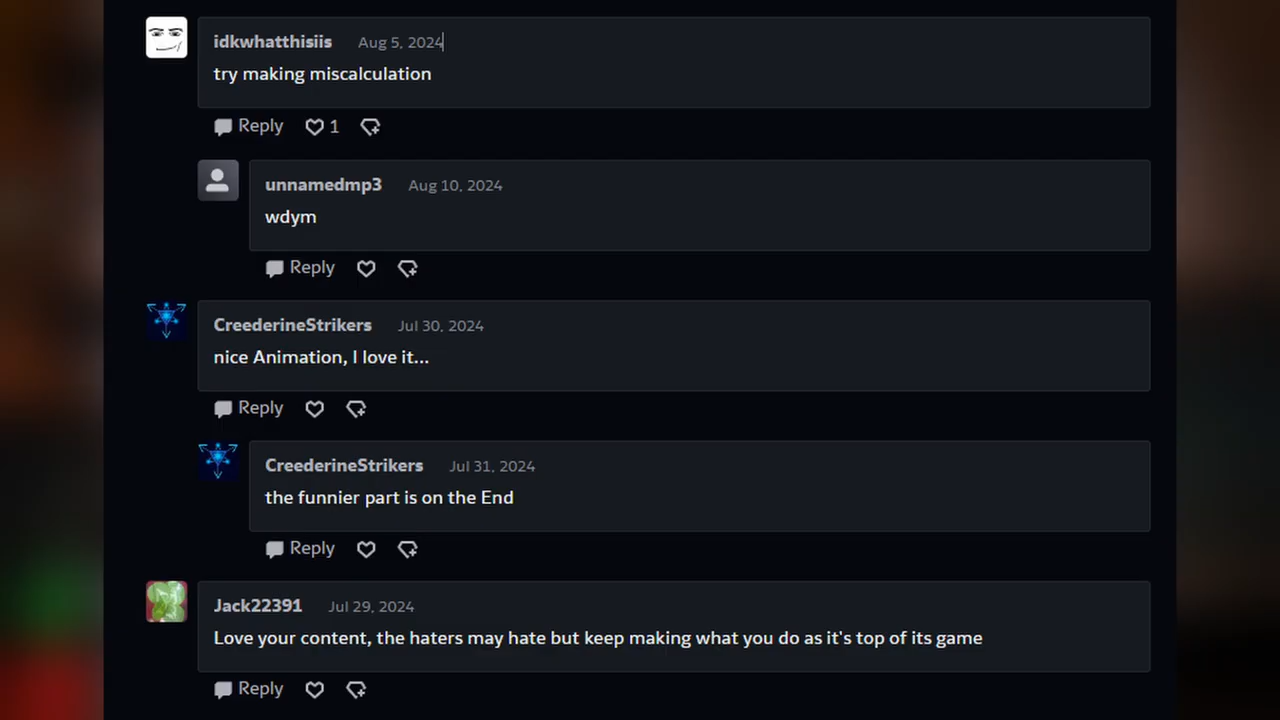 idkwhatthisiis Aug 5, 2024
try making miscalculation
Reply 1
unnamedmp3 Aug 10, 2024
wdym
Reply
CreederineStrikers Jul 30, 2024
nice Animation, I love it...
Reply
CreederineStrikers Jul 31, 2024
the funnier part is on the End
Reply
Jack22391 Jul 29, 2024
Love your content, the haters may hate but keep making what you do as it's top of its game
Reply